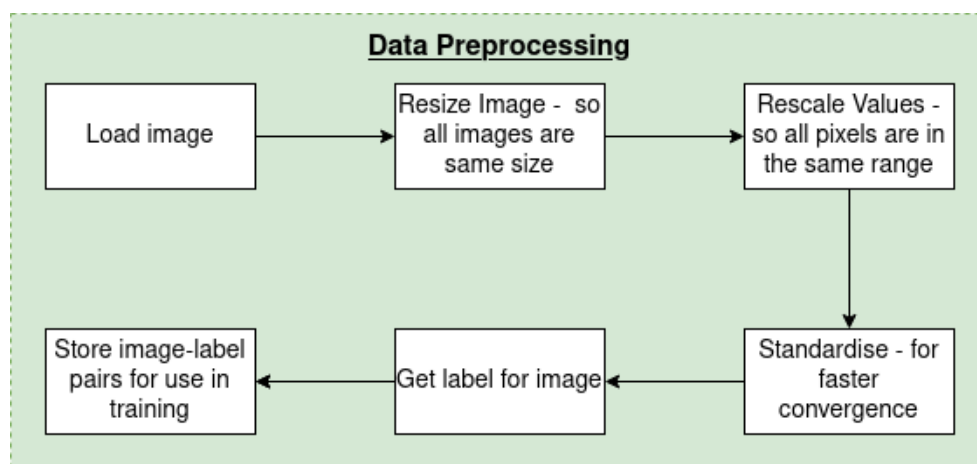 Data Preprocessing
Load image
Resize Image -  so
all images are
same size
Rescale Values -
so all pixels are in
the same range
Standardise - for
faster
convergence
Get label for image
Store image-label
pairs for use in
training